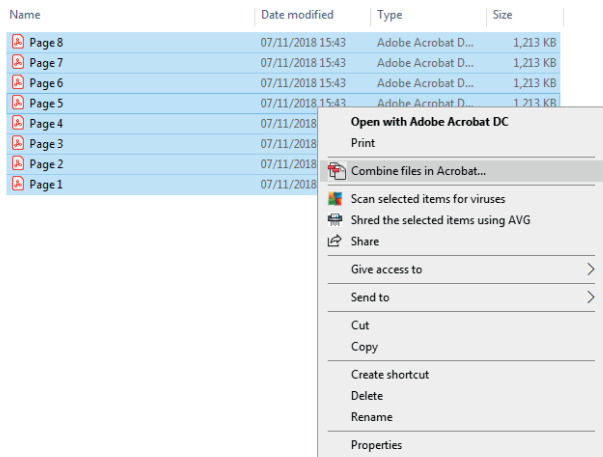 Name Date modified Type Size
Page 8 07/11/2018 15:43 Adobe Acrobat D... 1,213 KB
Page 7 07/11/2018 15:43 Adobe Acrobat D... 1,213 KB
Page 6 07/11/2018 15:43 Adobe Acrobat D... 1,213 KB
Page 5 07/11/2018 15:43 Adobe Acrobat D... 1,213 KB
Page 4 07/11/2018
Page 3 07/11/2018
Page 2 07/11/2018
Page 1 07/11/2018
Open with Adobe Acrobat DC
Print
Combine files in Acrobat...
Scan selected items for viruses
Shred the selected items using AVG
Share
Give access to
Send to
Cut
Copy
Create shortcut
Delete
Rename
Properties